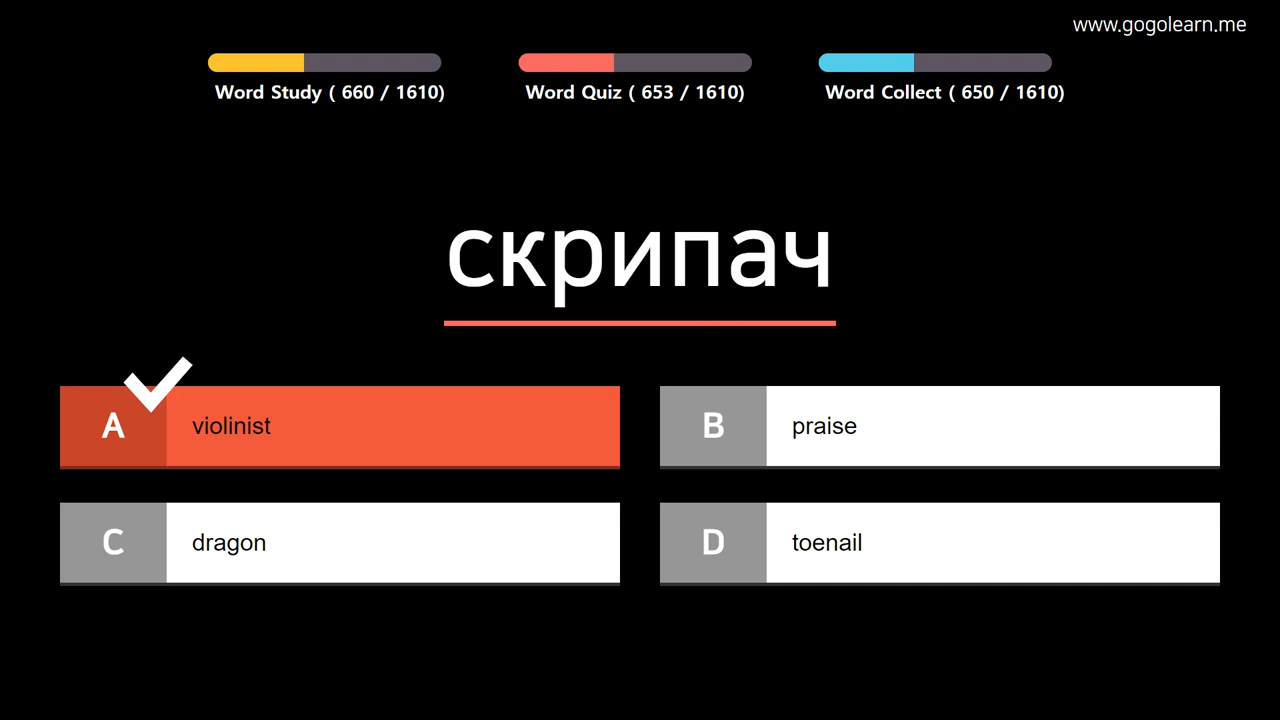 www.gogolearn.me
Word Study ( 660 / 1610)
Word Quiz ( 653 / 1610)
Word Collect ( 650 / 1610)
скрипач
A violinist
B praise
C dragon
D toenail